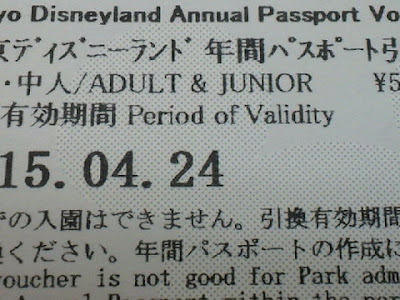 yo Disneyland Annual Passport Vo
京ディズニーランド 年間パスポート引
・中人/ADULT & JUNIOR ¥5
有効期間 Period of Validity
15.04.24
での入園はできません。引換有効期間
ください。年間パスポートの作成に
voucher is not good for Park adm